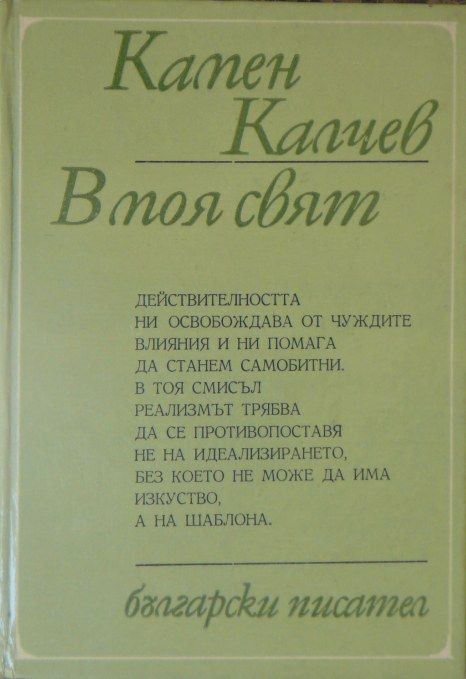 Камен
Калчев
В моя свят
ДЕЙСТВИТЕЛНОСТТА
НИ ОСВОБОЖДАВА ОТ ЧУЖДИТЕ
ВЛИЯНИЯ И НИ ПОМАГА
ДА СТАНЕМ САМОБИТНИ.
В ТОЯ СМИСЪЛ
РЕАЛИЗМЪТ ТРЯБВА
ДА СЕ ПРОТИВОПОСТАВЯ
НЕ НА ИДЕАЛИЗИРАНЕТО,
БЕЗ КОЕТО НЕ МОЖЕ ДА ИМА
ИЗКУСТВО,
А НА ШАБЛОНА.
български писател